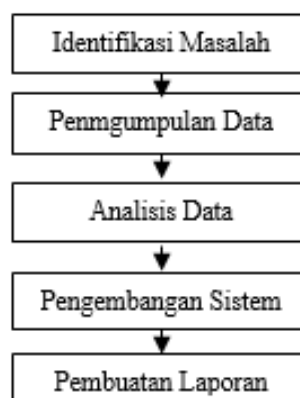 Identifikasi Masalah
Penmgumpulan Data
Analisis Data
Pengembangan Sistem
Pembuatan Laporan